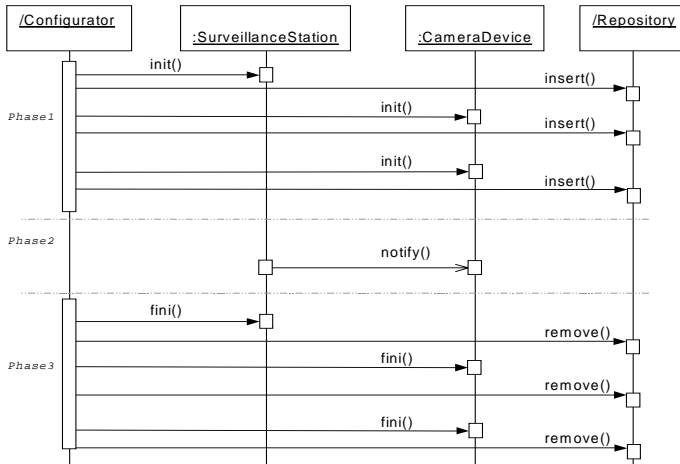 /Configurator
:SurveillanceStation
:CameraDevice
/Repository
init()
insert()
Phase1
init()
insert()
init()
insert()
Phase2
notify()
fini()
remove()
Phase3
fini()
remove()
fini()
remove()